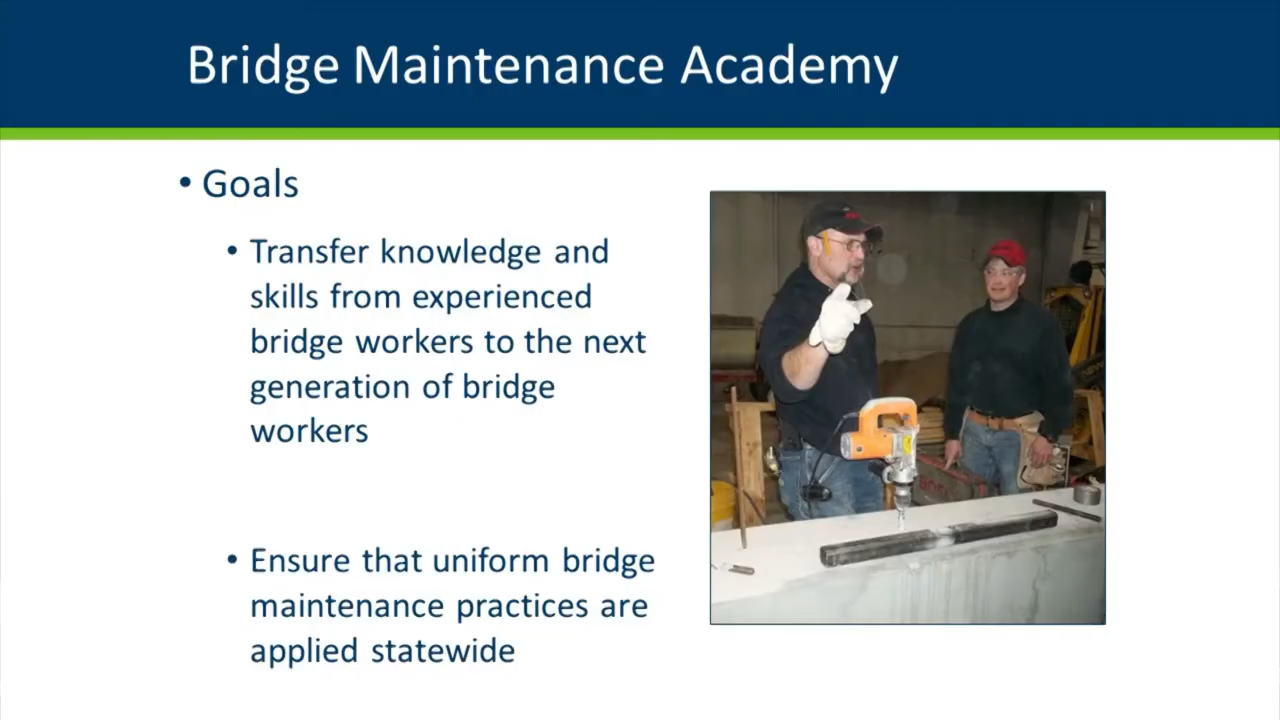 Bridge Maintenance Academy
• Goals
• Transfer knowledge and
skills from experienced
bridge workers to the next
generation of bridge
workers
• Ensure that uniform bridge
maintenance practices are
applied statewide